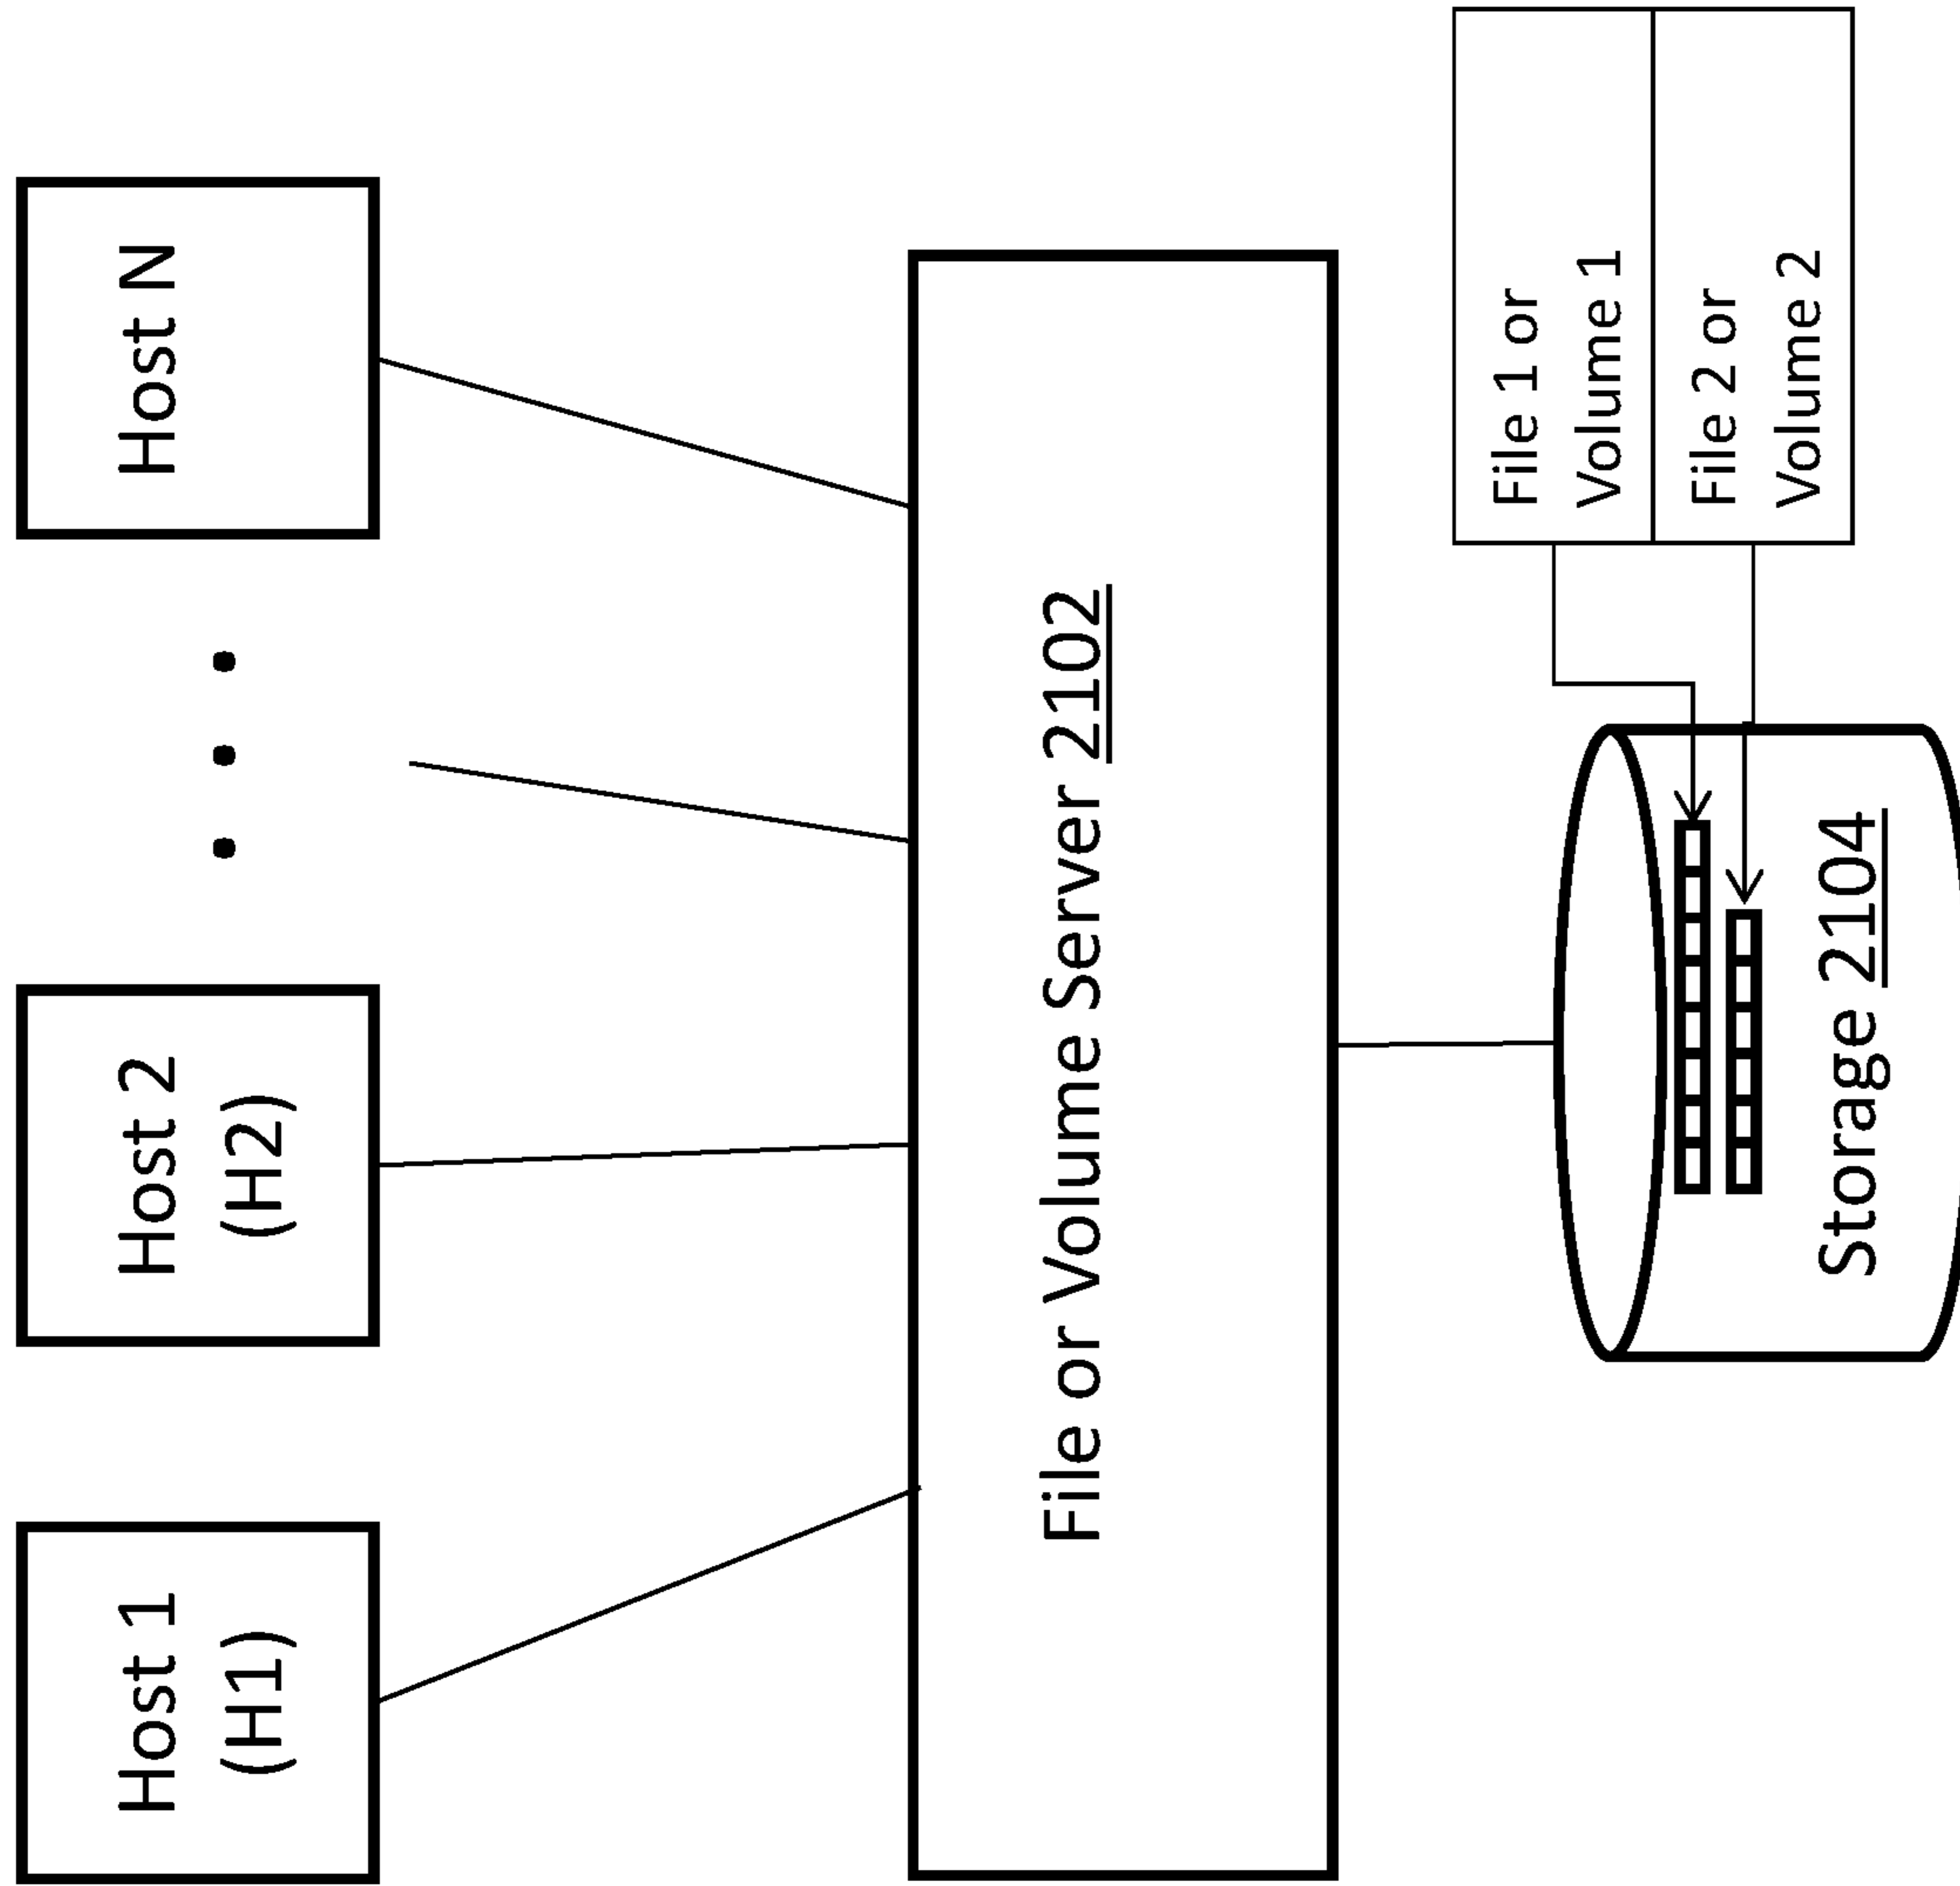 Host 1
(H1)
Host 2
(H2)
Host N
File or Volume Server 2102
File 1 or
Volume 1
File 2 or
Volume 2
Storage 2104